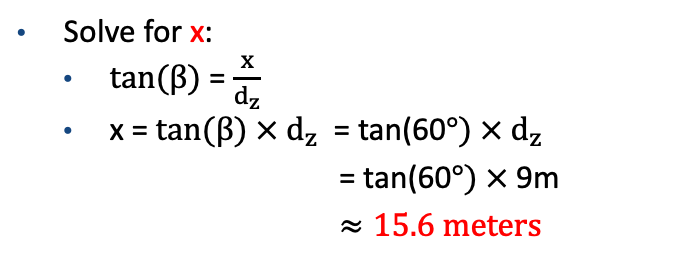 • Solve for x:
• tan(β) = x/d_z
• x = tan(β) × d_z = tan(60°) × d_z
= tan(60°) × 9m
≈ 15.6 meters